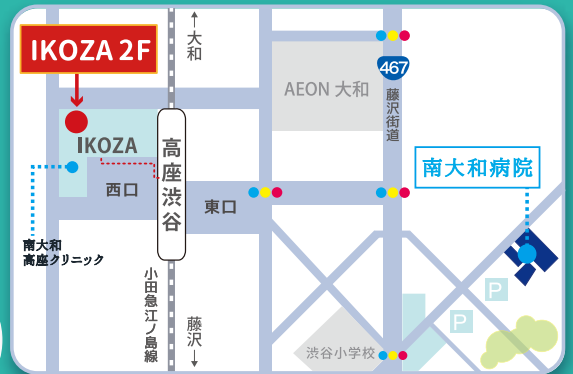 IKOZA 2F
↑
大和
467
AEON 大和
藤沢街道
IKOZA
高座渋谷
南大和病院
西口
東口
南大和
高座クリニック
小田急江ノ島線
藤沢
↓
P
P
渋谷小学校